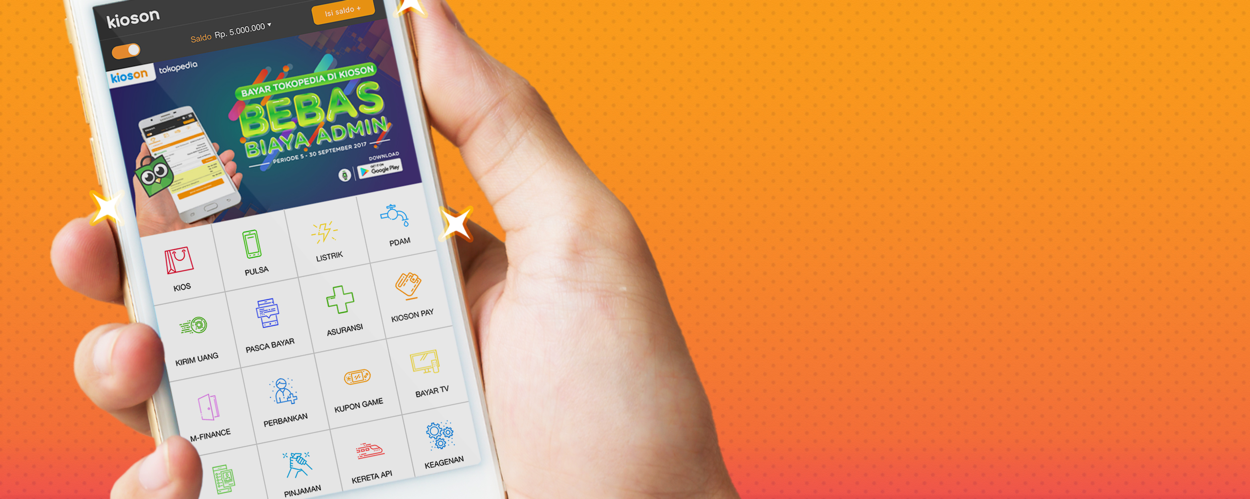 kioson
Saldo Rp. 5.000.000
Isi saldo +
kioson tokopedia
BAYAR TOKOPEDIA DI KIOSON
BEBAS
BIAYA ADMIN
PERIODE 5 - 30 SEPTEMBER 2017
DOWNLOAD
Google Play
KIOS
PULSA
LISTRIK
PDAM
KIRIM UANG
PASCA BAYAR
ASURANSI
KIOSON PAY
M-FINANCE
PERBANKAN
KUPON GAME
BAYAR TV
PINJAMAN
KERETA API
KEAGENAN